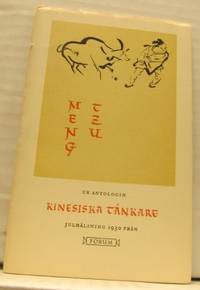 MENG
TZU
UR ANTOLOGIN
KINESISKA TÄNKARE
JULHÄLSNING 1950 FRÅN
FORUM